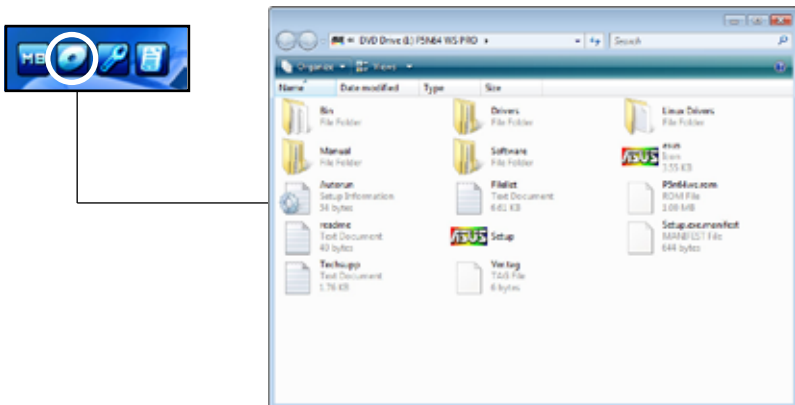 MB
DVD Drive (E:) P5N64 WS PRO
Search
Organize
Views
Name Date modified Type Size
Bin
File Folder
Drivers
File Folder
Linux Drivers
File Folder
Manual
File Folder
Software
File Folder
ASUS
asus
Icon
3.55 KB
Autorun
Setup Information
34 bytes
Filelist
Text Document
6.61 KB
P5n64ws.rom
ROM File
1.00 MB
readme
Text Document
40 bytes
ASUS
Setup
Setup.exe.manifest
MANIFEST File
644 bytes
Techsupp
Text Document
1.76 KB
Ver.tag
TAG File
6 bytes